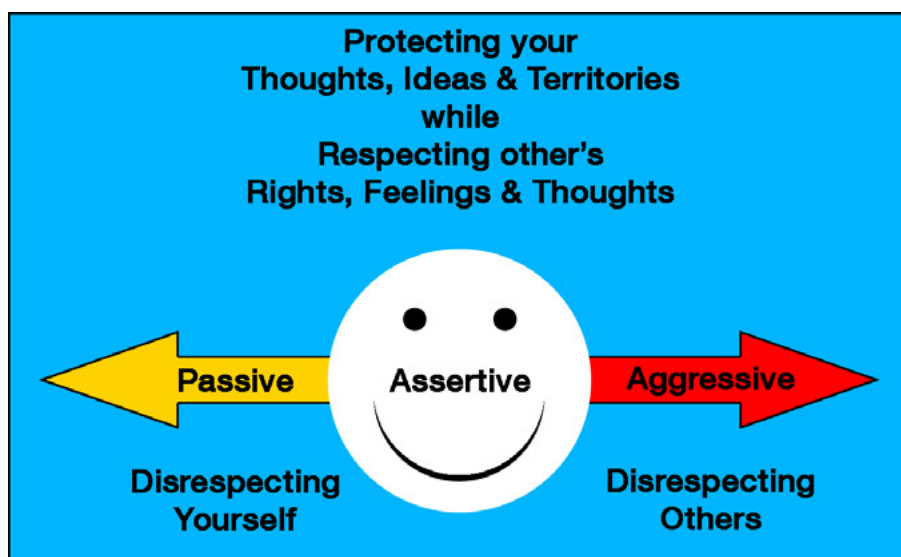 Protecting your
Thoughts, Ideas & Territories
while
Respecting other's
Rights, Feelings & Thoughts
Passive
Assertive
Aggressive
Disrespecting
Yourself
Disrespecting
Others